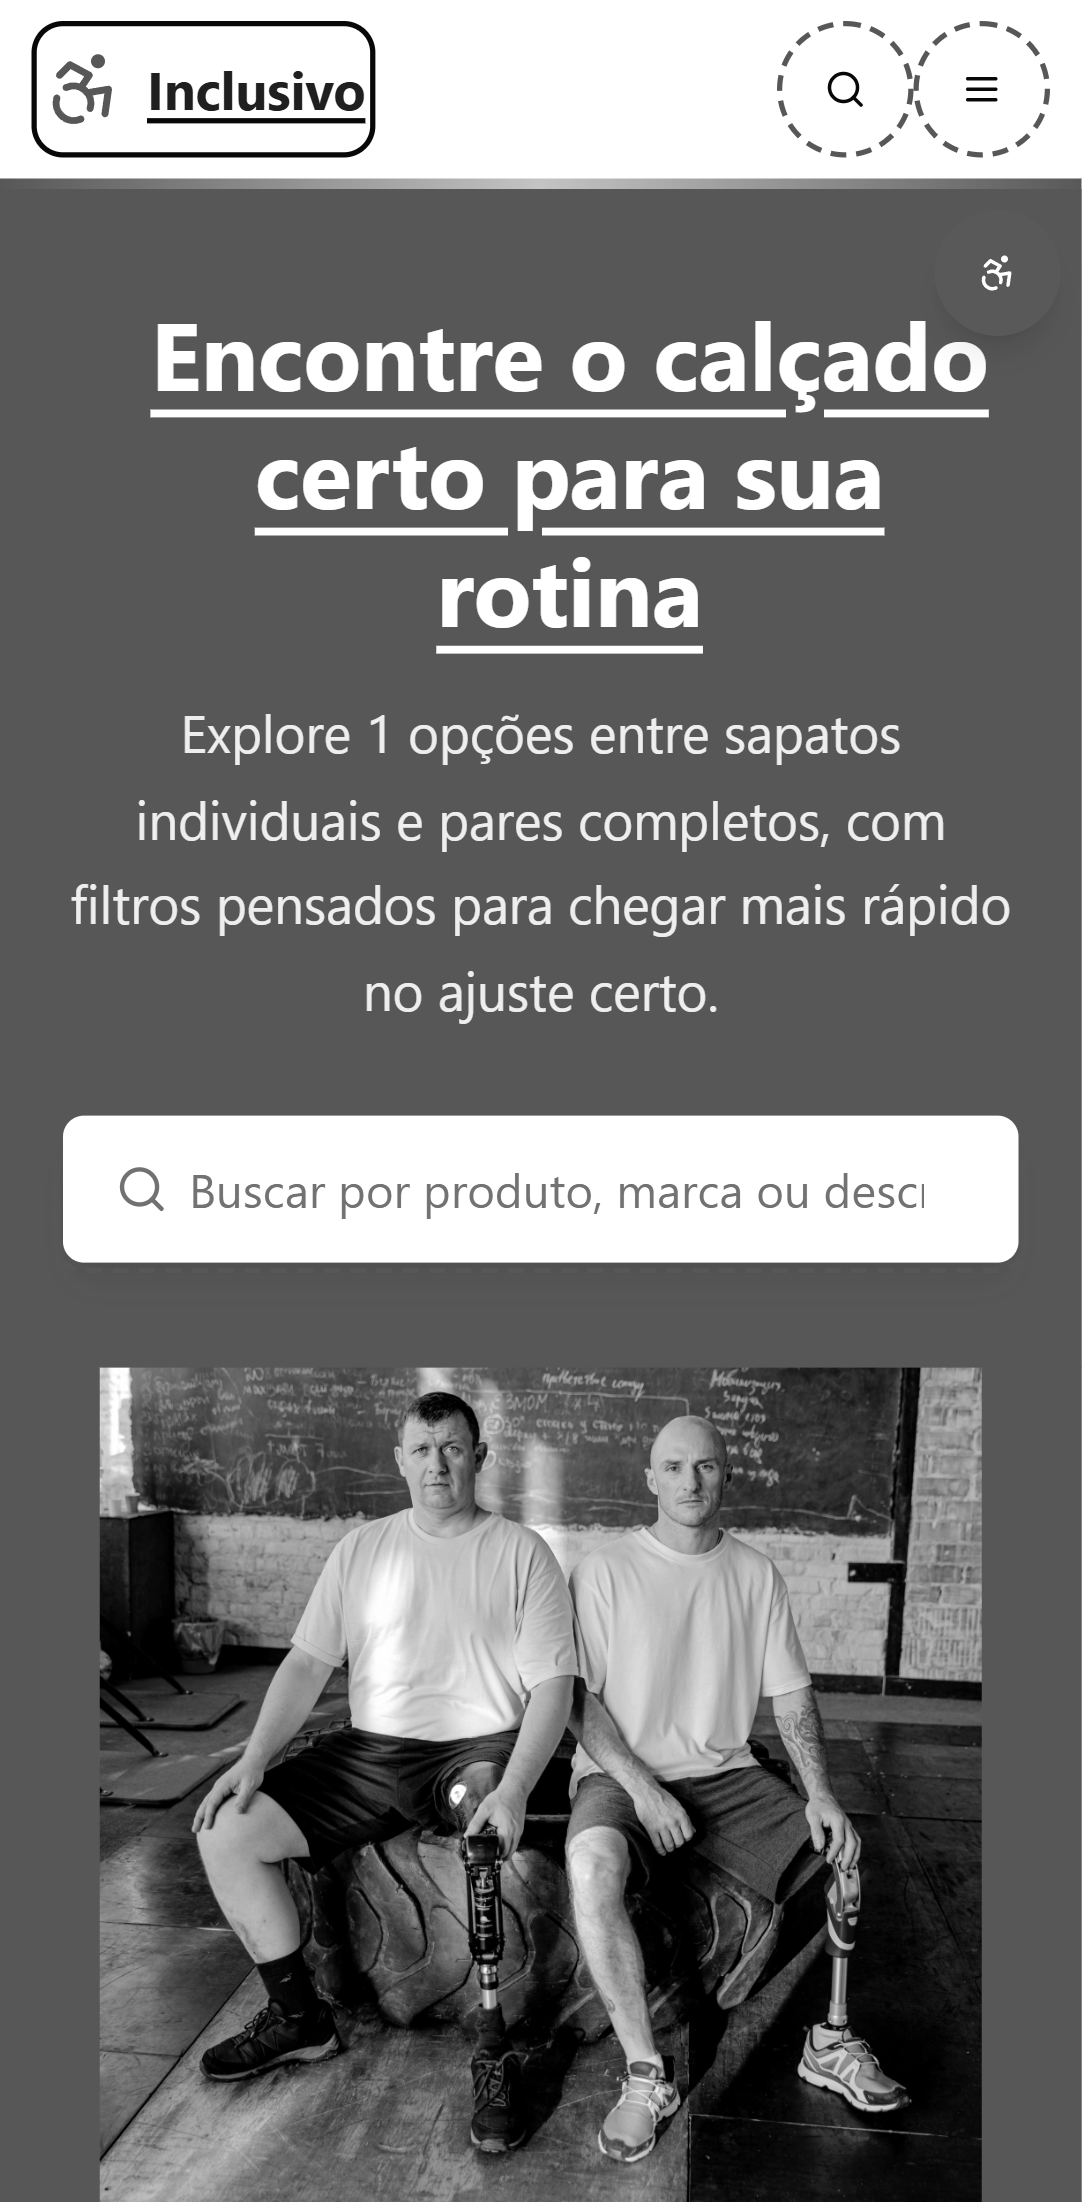 Inclusivo
Encontre o calçado
certo para sua
rotina
Explore 1 opções entre sapatos
individuais e pares completos, com
filtros pensados para chegar mais rápido
no ajuste certo.
Buscar por produto, marca ou desc